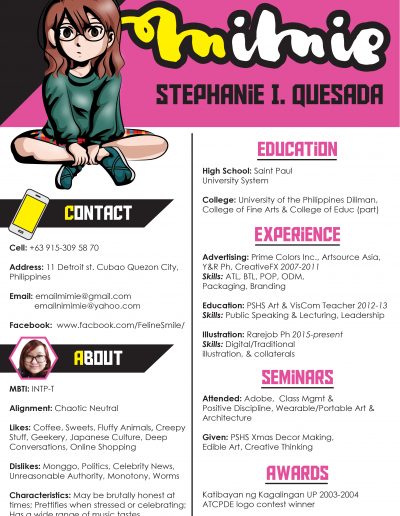 mimie
STEPHANIE I. QUESADA
CONTACT
Cell: +63 915-309 58 70
Address: 11 Detroit st. Cubao Quezon City,
Philippines
Email: emailmimie@gmail.com
emailnimimie@yahoo.com
Facebook: www.facbook.com/FelineSmile/
ABOUT
MBTI: INTP-T
Alignment: Chaotic Neutral
Likes: Coffee, Sweets, Fluffy Animals, Creepy
Stuff, Geekery, Japanese Culture, Deep
Conversations, Online Shopping
Dislikes: Monggo, Politics, Celebrity News,
Unreasonable Authority, Monotony, Worms
Characteristics: May be brutally honest at
times; Prettifies when stressed or celebrating;
Has a wide range of music tastes
EDUCATION
High School: Saint Paul
University System
College: University of the Philippines Diliman,
College of Fine Arts & College of Educ (part)
EXPERIENCE
Advertising: Prime Colors Inc., Artsource Asia,
Y&R Ph, CreativeFX 2007-2011
Skills: ATL, BTL, POP, ODM,
Packaging, Branding
Education: PSHS Art & VisCom Teacher 2012-13
Skills: Public Speaking & Lecturing, Leadership
Illustration: Rarejob Ph 2015-present
Skills: Digital/Traditional
Illustration, & collaterals
SEMINARS
Attended: Adobe, Class Mgmt &
Positive Discipline, Wearable/Portable Art &
Architecture
Given: PSHS Xmas Decor Making,
Edible Art, Creative Thinking
AWARDS
Katibayan ng Kagalingan UP 2003-2004
ATCPDE logo contest winner